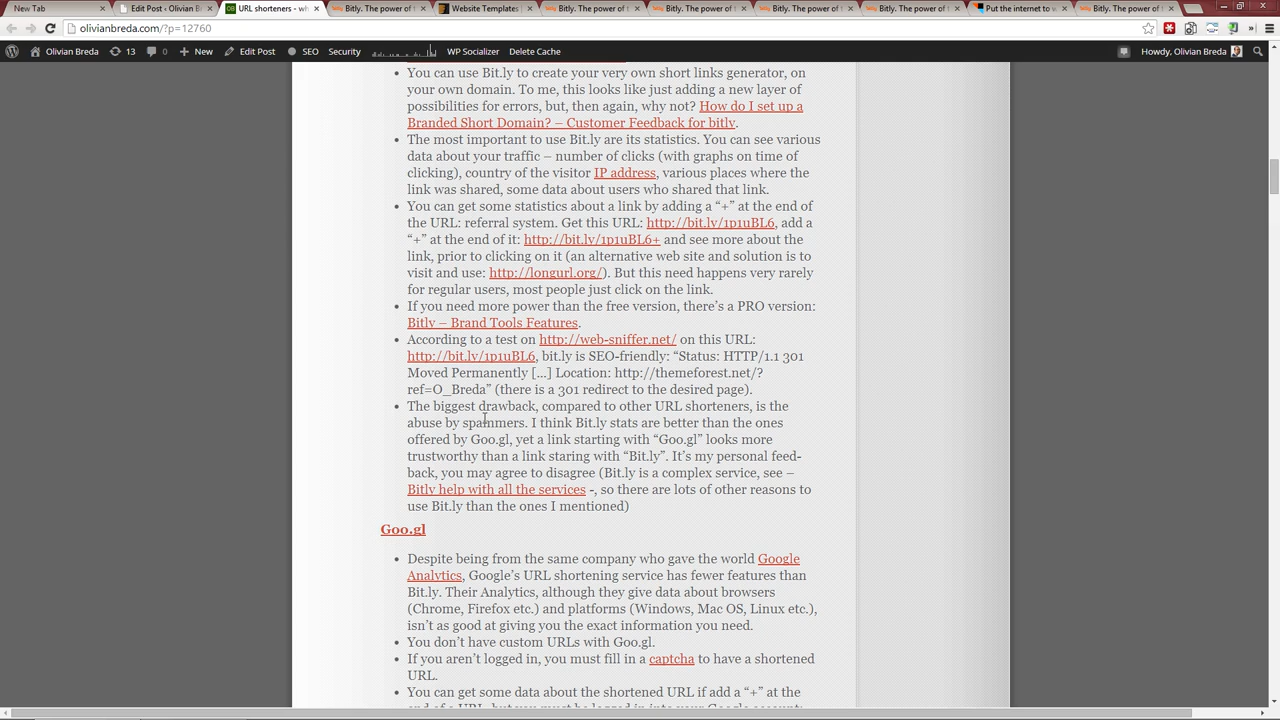 New Tab
Edit Post ‹ Olivian B
URL shorteners - wh
Bitly. The power of t
Website Templates
Bitly. The power of t
Bitly. The power of t
Bitly. The power of t
Bitly. The power of t
Put the internet to w
Bitly. The power of t
olivianbreda.com/?p=12760
Olivian Breda 13 0 New Edit Post SEO Security WP Socializer Delete Cache Howdy, Olivian Breda
You can use Bit.ly to create your very own short links generator, on
your own domain. To me, this looks like just adding a new layer of
possibilities for errors, but, then again, why not? How do I set up a
Branded Short Domain? – Customer Feedback for bitly.
The most important to use Bit.ly are its statistics. You can see various
data about your traffic – number of clicks (with graphs on time of
clicking), country of the visitor IP address, various places where the
link was shared, some data about users who shared that link.
You can get some statistics about a link by adding a “+” at the end of
the URL: referral system. Get this URL: http://bit.ly/1p1uBL6, add a
“+” at the end of it: http://bit.ly/1p1uBL6+ and see more about the
link, prior to clicking on it (an alternative web site and solution is to
visit and use: http://longurl.org/). But this need happens very rarely
for regular users, most people just click on the link.
If you need more power than the free version, there’s a PRO version:
Bitly – Brand Tools Features.
According to a test on http://web-sniffer.net/ on this URL:
http://bit.ly/1p1uBL6, bit.ly is SEO-friendly: “Status: HTTP/1.1 301
Moved Permanently [...] Location: http://themeforest.net/?
ref=O_Breda” (there is a 301 redirect to the desired page).
The biggest drawback, compared to other URL shorteners, is the
abuse by spammers. I think Bit.ly stats are better than the ones
offered by Goo.gl, yet a link starting with “Goo.gl” looks more
trustworthy than a link staring with “Bit.ly”. It’s my personal feed-
back, you may agree to disagree (Bit.ly is a complex service, see –
Bitly help with all the services -, so there are lots of other reasons to
use Bit.ly than the ones I mentioned)
Goo.gl
Despite being from the same company who gave the world Google
Analytics, Google’s URL shortening service has fewer features than
Bit.ly. Their Analytics, although they give data about browsers
(Chrome, Firefox etc.) and platforms (Windows, Mac OS, Linux etc.),
isn’t as good at giving you the exact information you need.
You don’t have custom URLs with Goo.gl.
If you aren’t logged in, you must fill in a captcha to have a shortened
URL.
You can get some data about the shortened URL if add a “+” at the
end of a URL, but you must be logged in into your Google account: